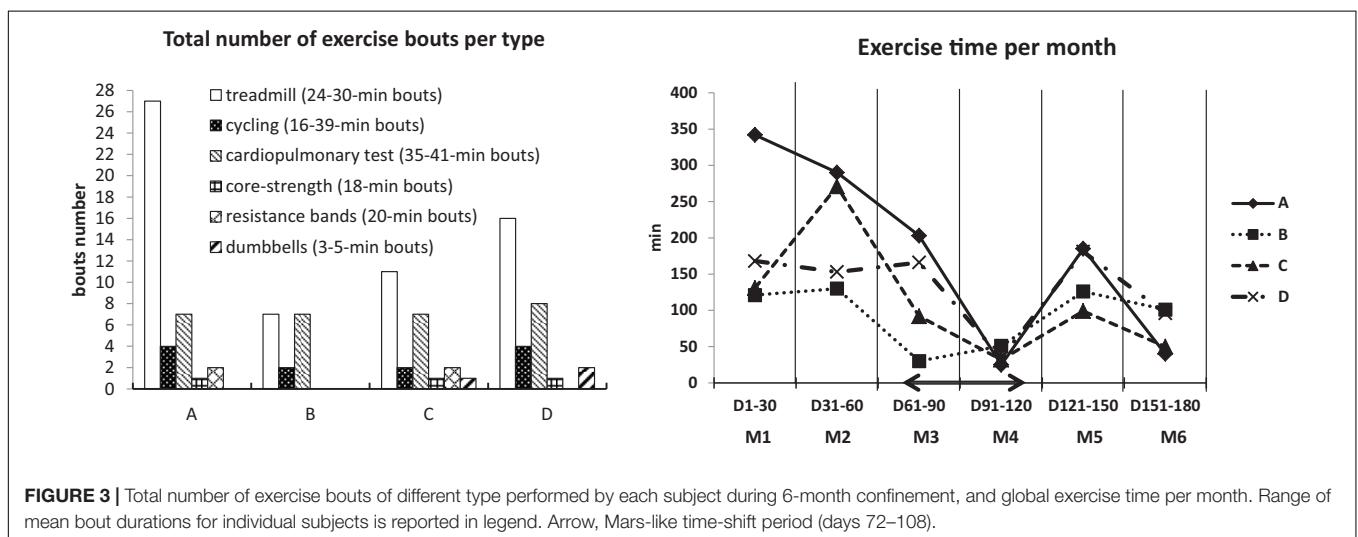 Total number of exercise bouts per type
bouts number
28
26
24
22
20
18
16
14
12
10
8
6
4
2
0
treadmill (24-30-min bouts)
cycling (16-39-min bouts)
cardiopulmonary test (35-41-min bouts)
core-strength (18-min bouts)
resistance bands (20-min bouts)
dumbbells (3-5-min bouts)
A B C D
Exercise time per month
min
400
350
300
250
200
150
100
50
0
D1-30 D31-60 D61-90 D91-120 D121-150 D151-180
M1 M2 M3 M4 M5 M6
A
B
C
D
FIGURE 3 | Total number of exercise bouts of different type performed by each subject during 6-month confinement, and global exercise time per month. Range of
mean bout durations for individual subjects is reported in legend. Arrow, Mars-like time-shift period (days 72–108).